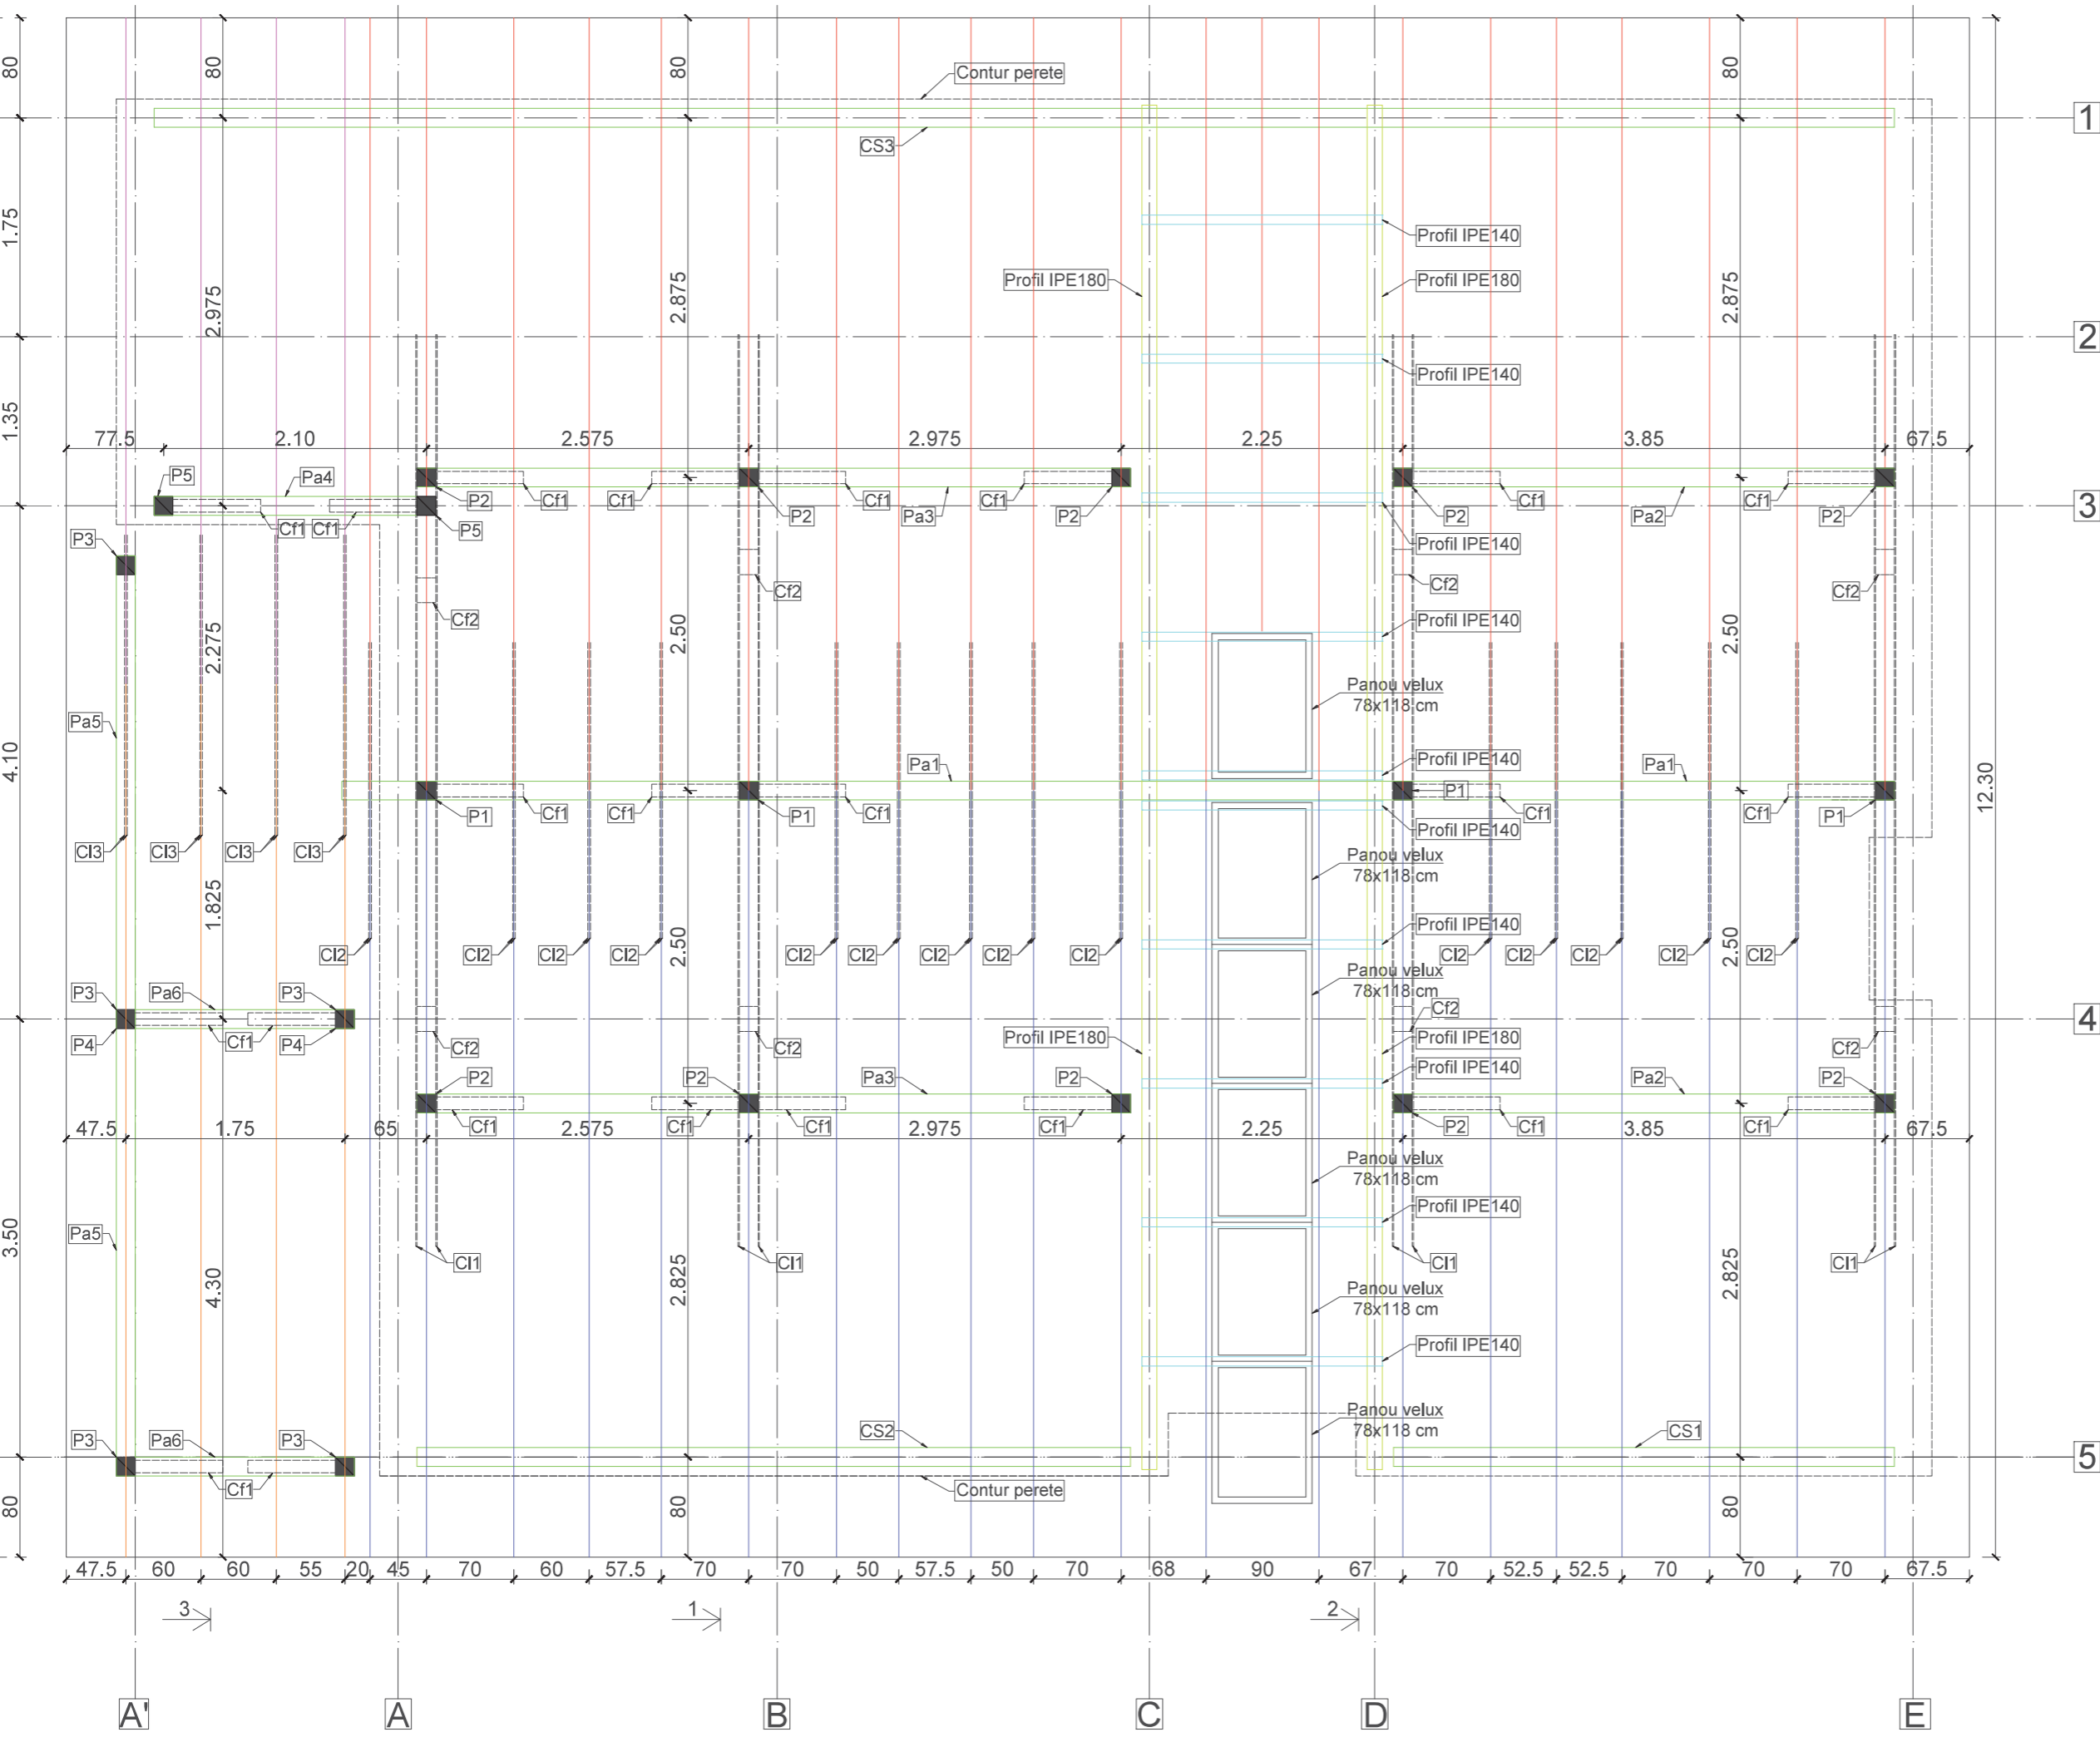 80
80
80
80
Contur perete
1
CS3
1.75
Profil IPE140
2.975
2.875
Profil IPE180
Profil IPE180
2.875
2
Profil IPE140
1.35
77.5
2.10
2.575
2.975
2.25
3.85
67.5
P5
Pa4
P2
Cf1
Cf1
Cf1
Cf1
Cf1
Cf1
P2
Pa3
P2
P2
Pa2
P2
3
Cf1
Cf1
P5
P3
Profil IPE140
Cf2
Cf2
Cf2
Cf2
2.275
2.50
Profil IPE140
2.50
Panou velux
78x118 cm
Pa5
4.10
Pa1
Profil IPE140
Pa1
12.30
P1
Cf1
Cf1
P1
Cf1
P1
Cf1
Cf1
P1
Profil IPE140
Cl3
Cl3
Cl3
Cl3
Panou velux
78x118 cm
1.825
2.50
Profil IPE140
2.50
Cl2
Cl2
Cl2
Cl2
Cl2
Cl2
Cl2
Cl2
Cl2
Cl2
Cl2
Cl2
Cl2
Cl2
Panou velux
78x118 cm
P3
Pa6
P3
Cf2
4
P4
Cf1
P4
Cf2
Cf2
Profil IPE180
Profil IPE180
Cf2
Profil IPE140
P2
P2
Pa3
P2
Pa2
P2
Cf1
Cf1
Cf1
Cf1
P2
Cf1
Cf1
47.5
1.75
65
2.575
2.975
2.25
3.85
67.5
Panou velux
78x118 cm
Profil IPE140
3.50
Pa5
4.30
Cl1
Cl1
2.825
Cl1
Cl1
2.825
Panou velux
78x118 cm
Profil IPE140
Panou velux
78x118 cm
P3
Pa6
P3
CS2
CS1
5
Cf1
Contur perete
80
80
80
47.5
60
60
55
20
45
70
60
57.5
70
70
50
57.5
50
70
68
90
67
70
52.5
52.5
70
70
70
67.5
3
1
2
A'
A
B
C
D
E